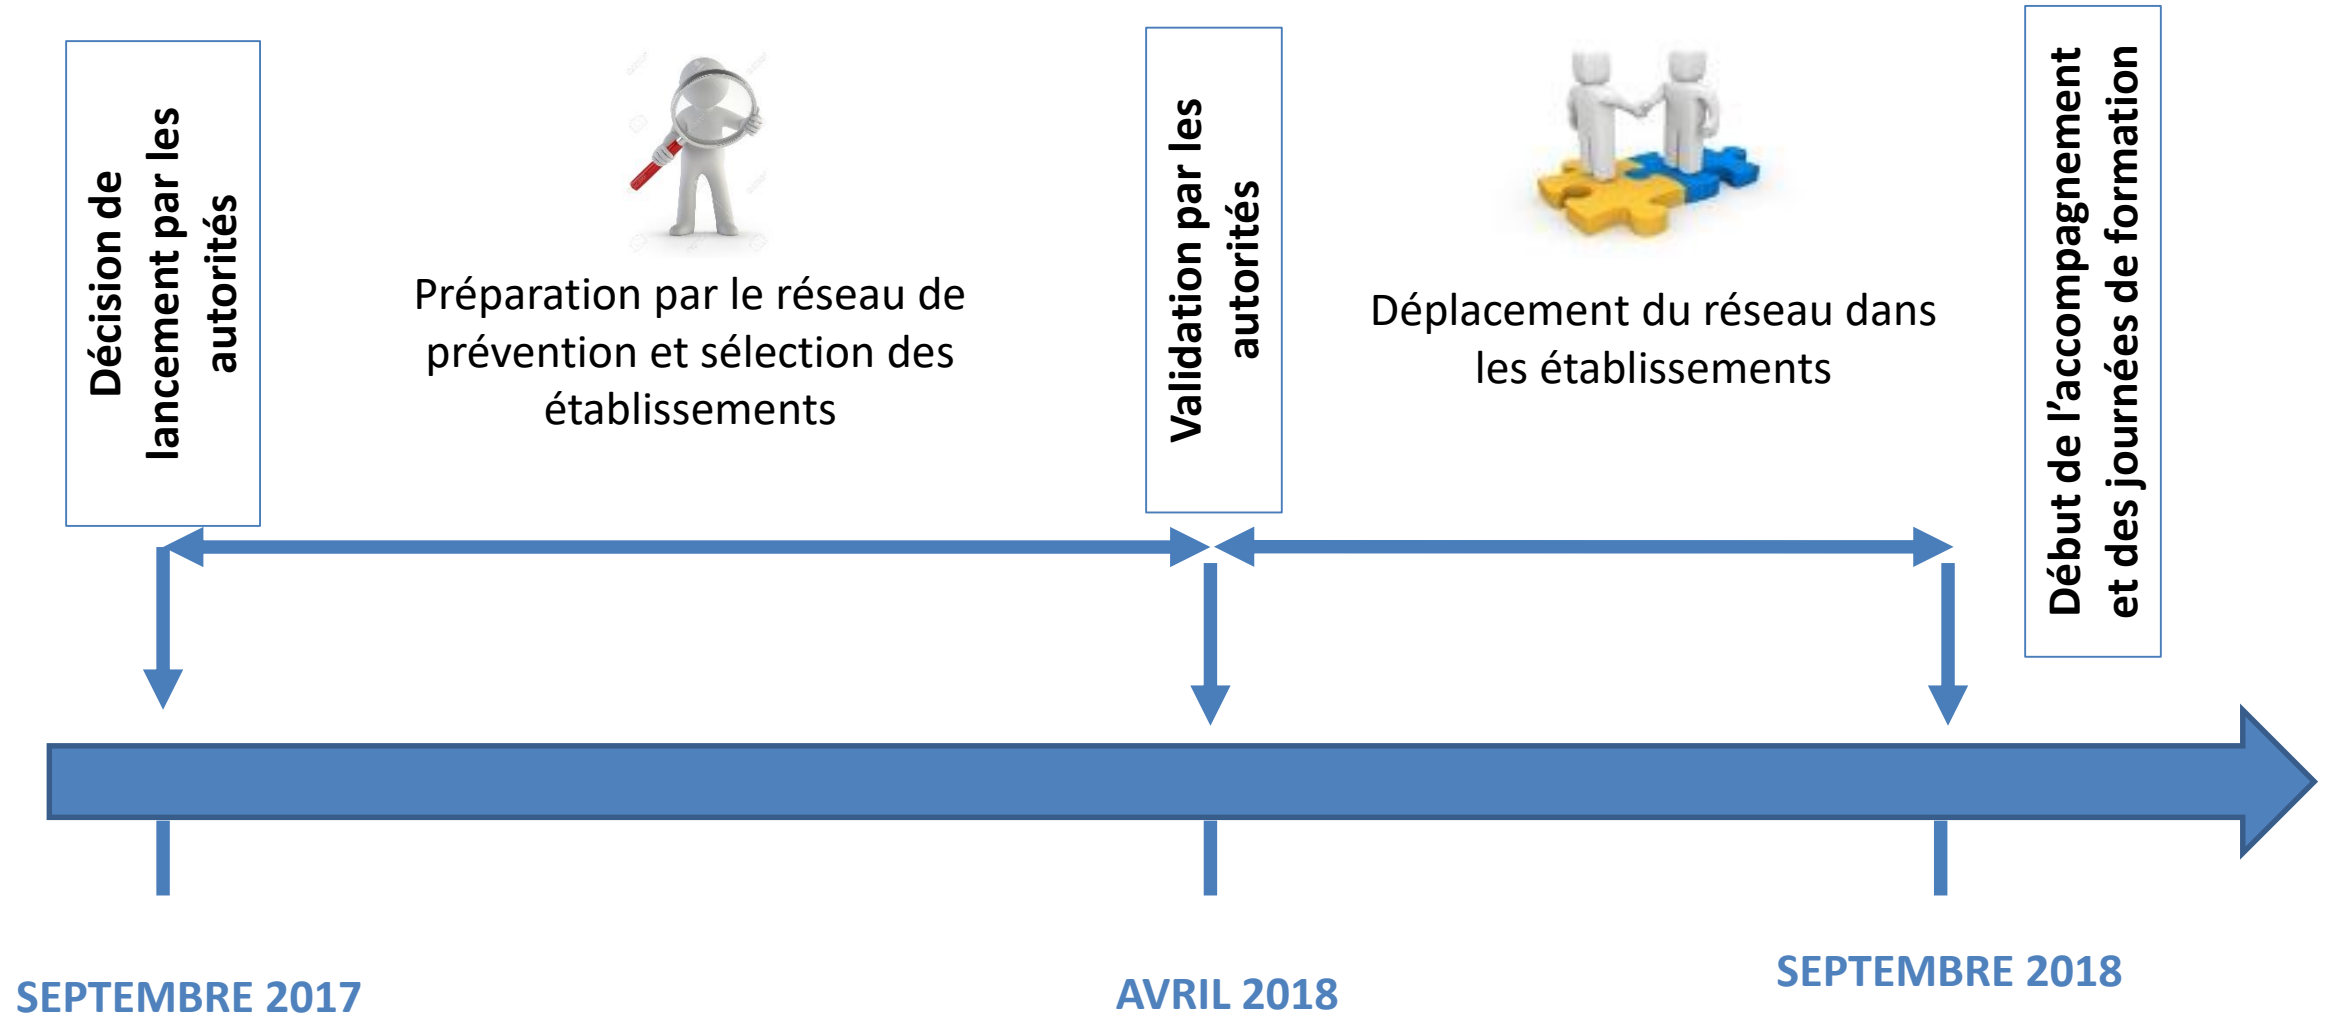 Décision de
lancement par les
autorités
Préparation par le réseau de
prévention et sélection des
établissements
Validation par les
autorités
Déplacement du réseau dans
les établissements
Début de l'accompagnement
et des journées de formation
SEPTEMBRE 2017
AVRIL 2018
SEPTEMBRE 2018